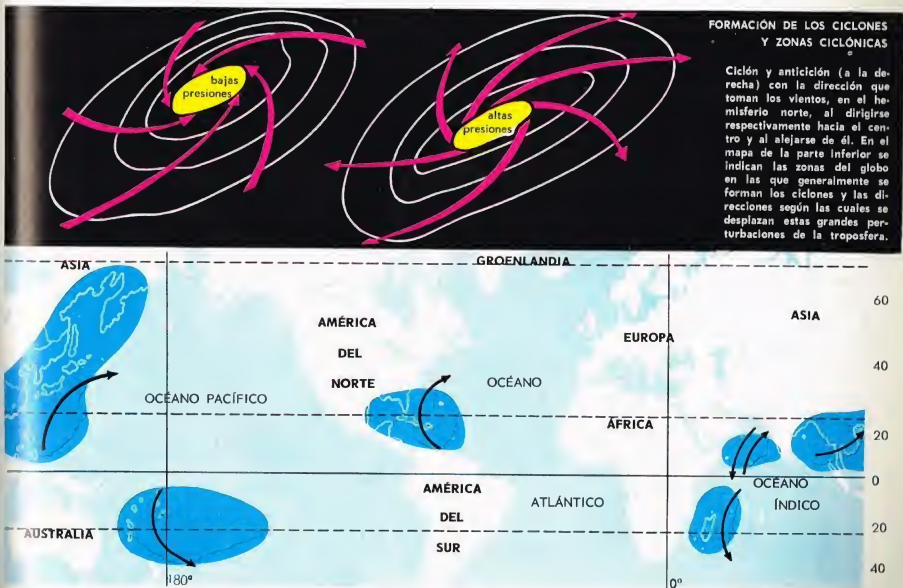 FORMACIÓN DE LOS CICLONES
Y ZONAS CICLÓNICAS
Ciclón y anticiclón (a la de-
recha) con la dirección que
toman los vientos, en el he-
misferio norte, al dirigirse
respectivamente hacia el cen-
tro y al alejarse de él. En el
mapa de la parte inferior se
indican las zonas del globo
en las que generalmente se
forman los ciclones y las di-
recciones según las cuales se
desplazan estas grandes per-
turbaciones de la troposfera.
bajas
presiones
altas
presiones
ASIA
GROENLANDIA
60
AMÉRICA
DEL
NORTE
EUROPA
ASIA
40
OCÉANO PACÍFICO
OCÉANO
ÁFRICA
20
0
AMÉRICA
DEL
SUR
ATLÁNTICO
OCÉANO
ÍNDICO
AUSTRALIA
20
180°
0°
40